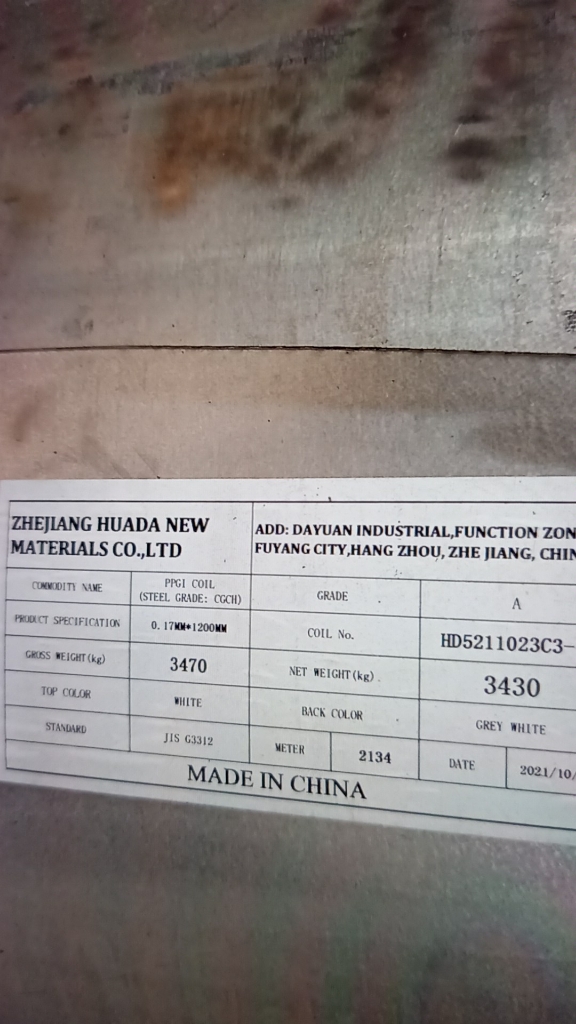 ZHEJIANG HUADA NEW
MATERIALS CO.,LTD
ADD: DAYUAN INDUSTRIAL,FUNCTION ZON
FUYANG CITY,HANG ZHOU, ZHE JIANG, CHIN
COMMODITY NAME
PPGI COIL
(STEEL GRADE: CGCH)
GRADE
A
PRODUCT SPECIFICATION
0.17MM*1200MM
COIL No.
HD5211023C3-
GROSS WEIGHT(kg)
3470
NET WEIGHT(kg)
3430
TOP COLOR
WHITE
BACK COLOR
GREY WHITE
STANDARD
JIS G3312
METER
2134
DATE
2021/10/
MADE IN CHINA